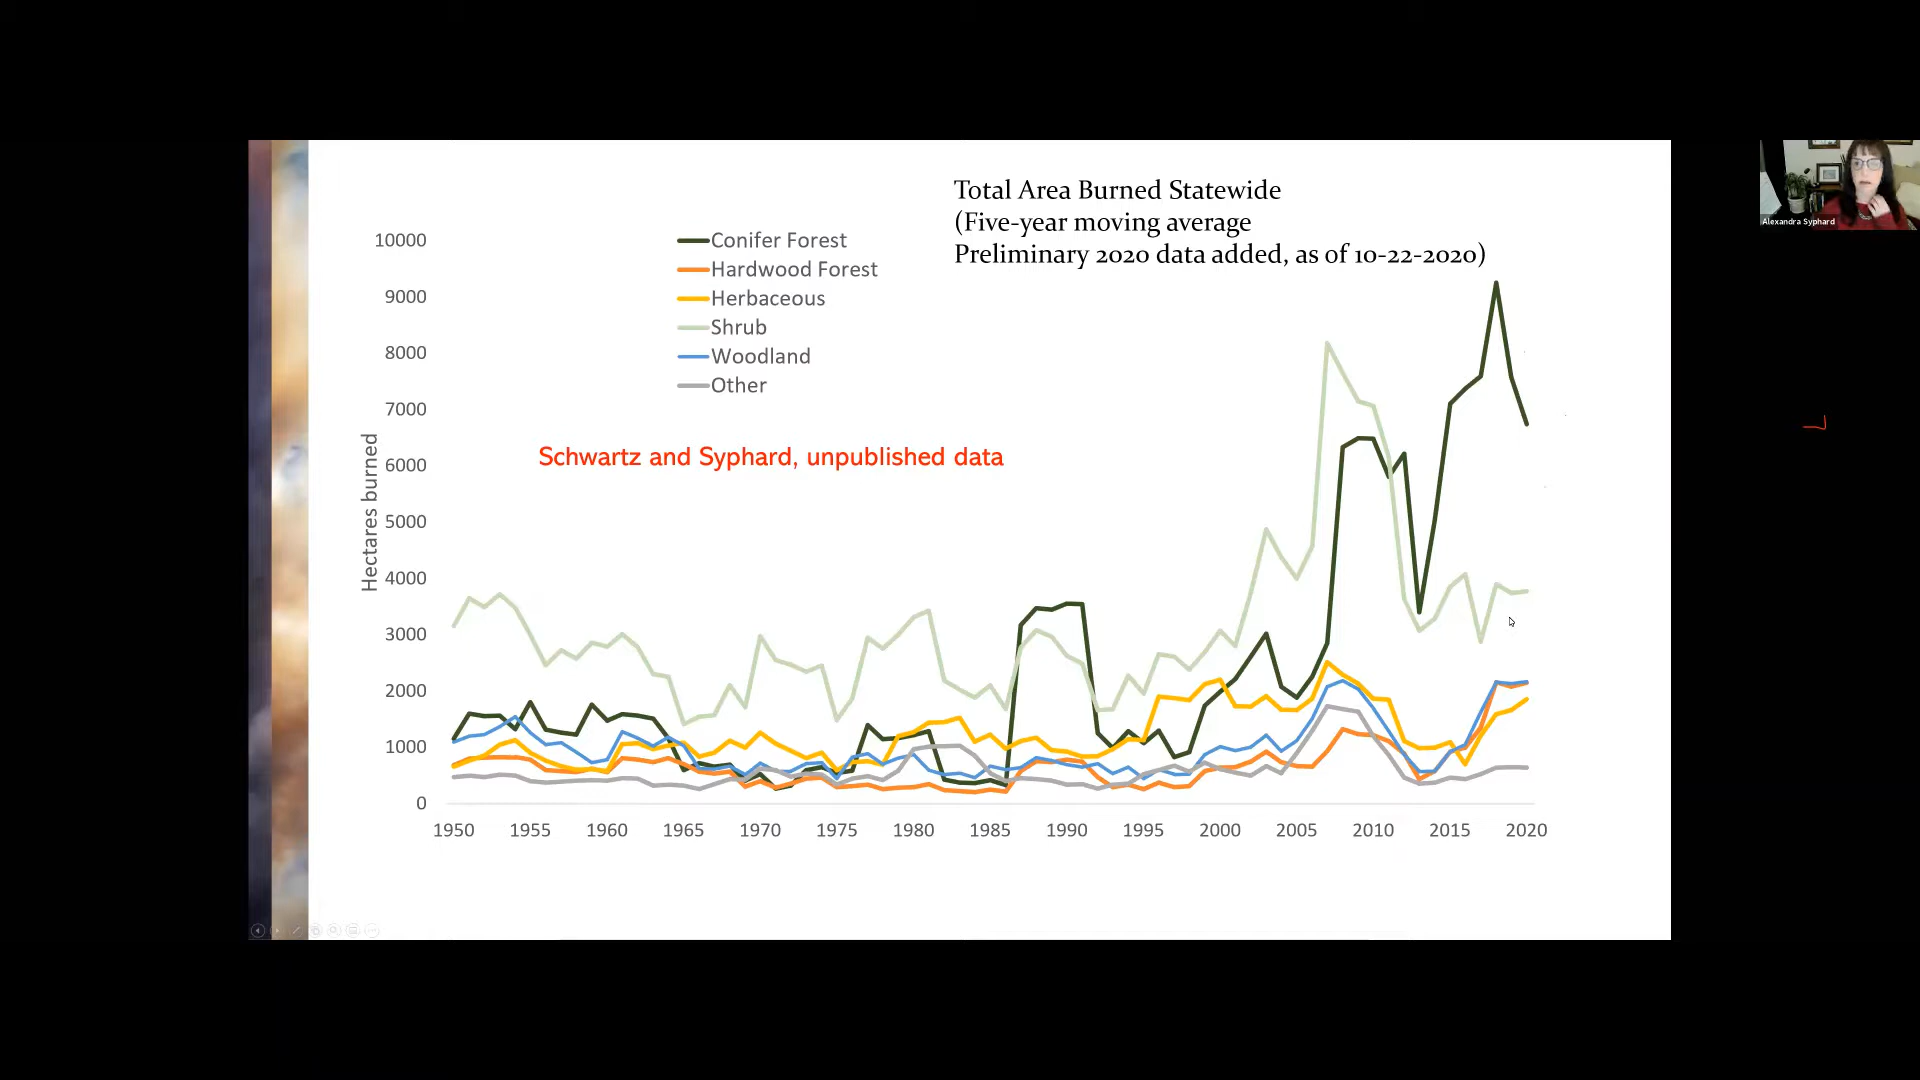 Total Area Burned Statewide
(Five-year moving average
Preliminary 2020 data added, as of 10-22-2020)
Conifer Forest
Hardwood Forest
Herbaceous
Shrub
Woodland
Other
Schwartz and Syphard, unpublished data
Hectares burned
10000
9000
8000
7000
6000
5000
4000
3000
2000
1000
0
1950 1955 1960 1965 1970 1975 1980 1985 1990 1995 2000 2005 2010 2015 2020
Alexandra Syphard